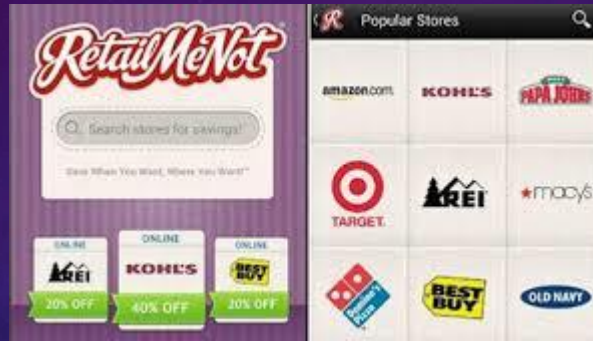 RetailMeNot
Search stores for savings!
Save When You Want, Where You Want!™
ONLINE
REI
20% OFF
ONLINE
KOHL'S
40% OFF
ONLINE
BEST BUY
20% OFF
R Popular Stores
amazon.com
KOHL'S
PAPA JOHN'S
TARGET
REI
macy's
Domino's Pizza
BEST BUY
OLD NAVY